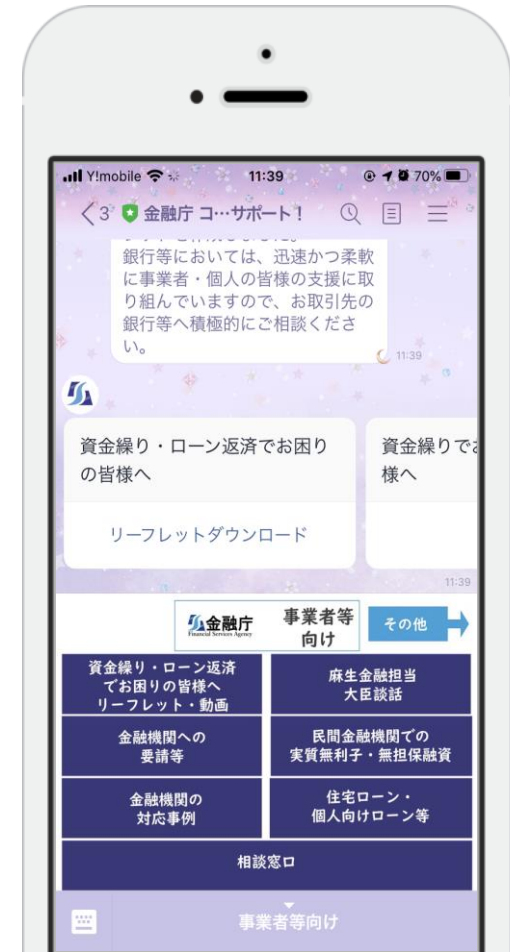 Y!mobile 11:39 70%
3 金融庁 コ…サポート!
銀行等においては、迅速かつ柔軟
に事業者・個人の皆様の支援に取
り組んでいますので、お取引先の
銀行等へ積極的にご相談くださ
い。
11:39
資金繰り・ローン返済でお困り
の皆様へ
リーフレットダウンロード
資金繰りでお
様へ
11:39
金融庁
Financial Services Agency
事業者等
向け
その他
資金繰り・ローン返済
でお困りの皆様へ
リーフレット・動画
麻生金融担当
大臣談話
金融機関への
要請等
民間金融機関での
実質無利子・無担保融資
金融機関の
対応事例
住宅ローン・
個人向けローン等
相談窓口
事業者等向け